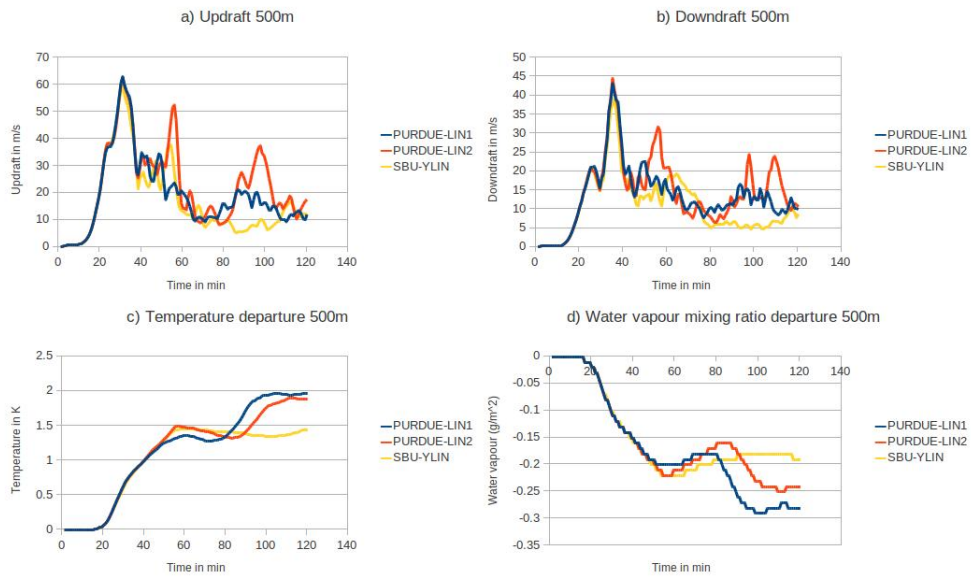 a) Updraft 500m
Updraft in m/s
70
60
50
40
30
20
10
0
0 20 40 60 80 100 120 140
Time in min
PURDUE-LIN1
PURDUE-LIN2
SBU-YLIN
b) Downdraft 500m
Downdraft in m/s
50
45
40
35
30
25
20
15
10
5
0
0 20 40 60 80 100 120 140
Time in min
PURDUE-LIN1
PURDUE-LIN2
SBU-YLIN
c) Temperature departure 500m
Temperature in K
2.5
2
1.5
1
0.5
0
0 20 40 60 80 100 120 140
Time in min
PURDUE-LIN1
PURDUE-LIN2
SBU-YLIN
d) Water vapour mixing ratio departure 500m
Water vapour (g/m^2)
0
0 20 40 60 80 100 120 140
-0.05
-0.1
-0.15
-0.2
-0.25
-0.3
-0.35
Time in min
PURDUE-LIN1
PURDUE-LIN2
SBU-YLIN